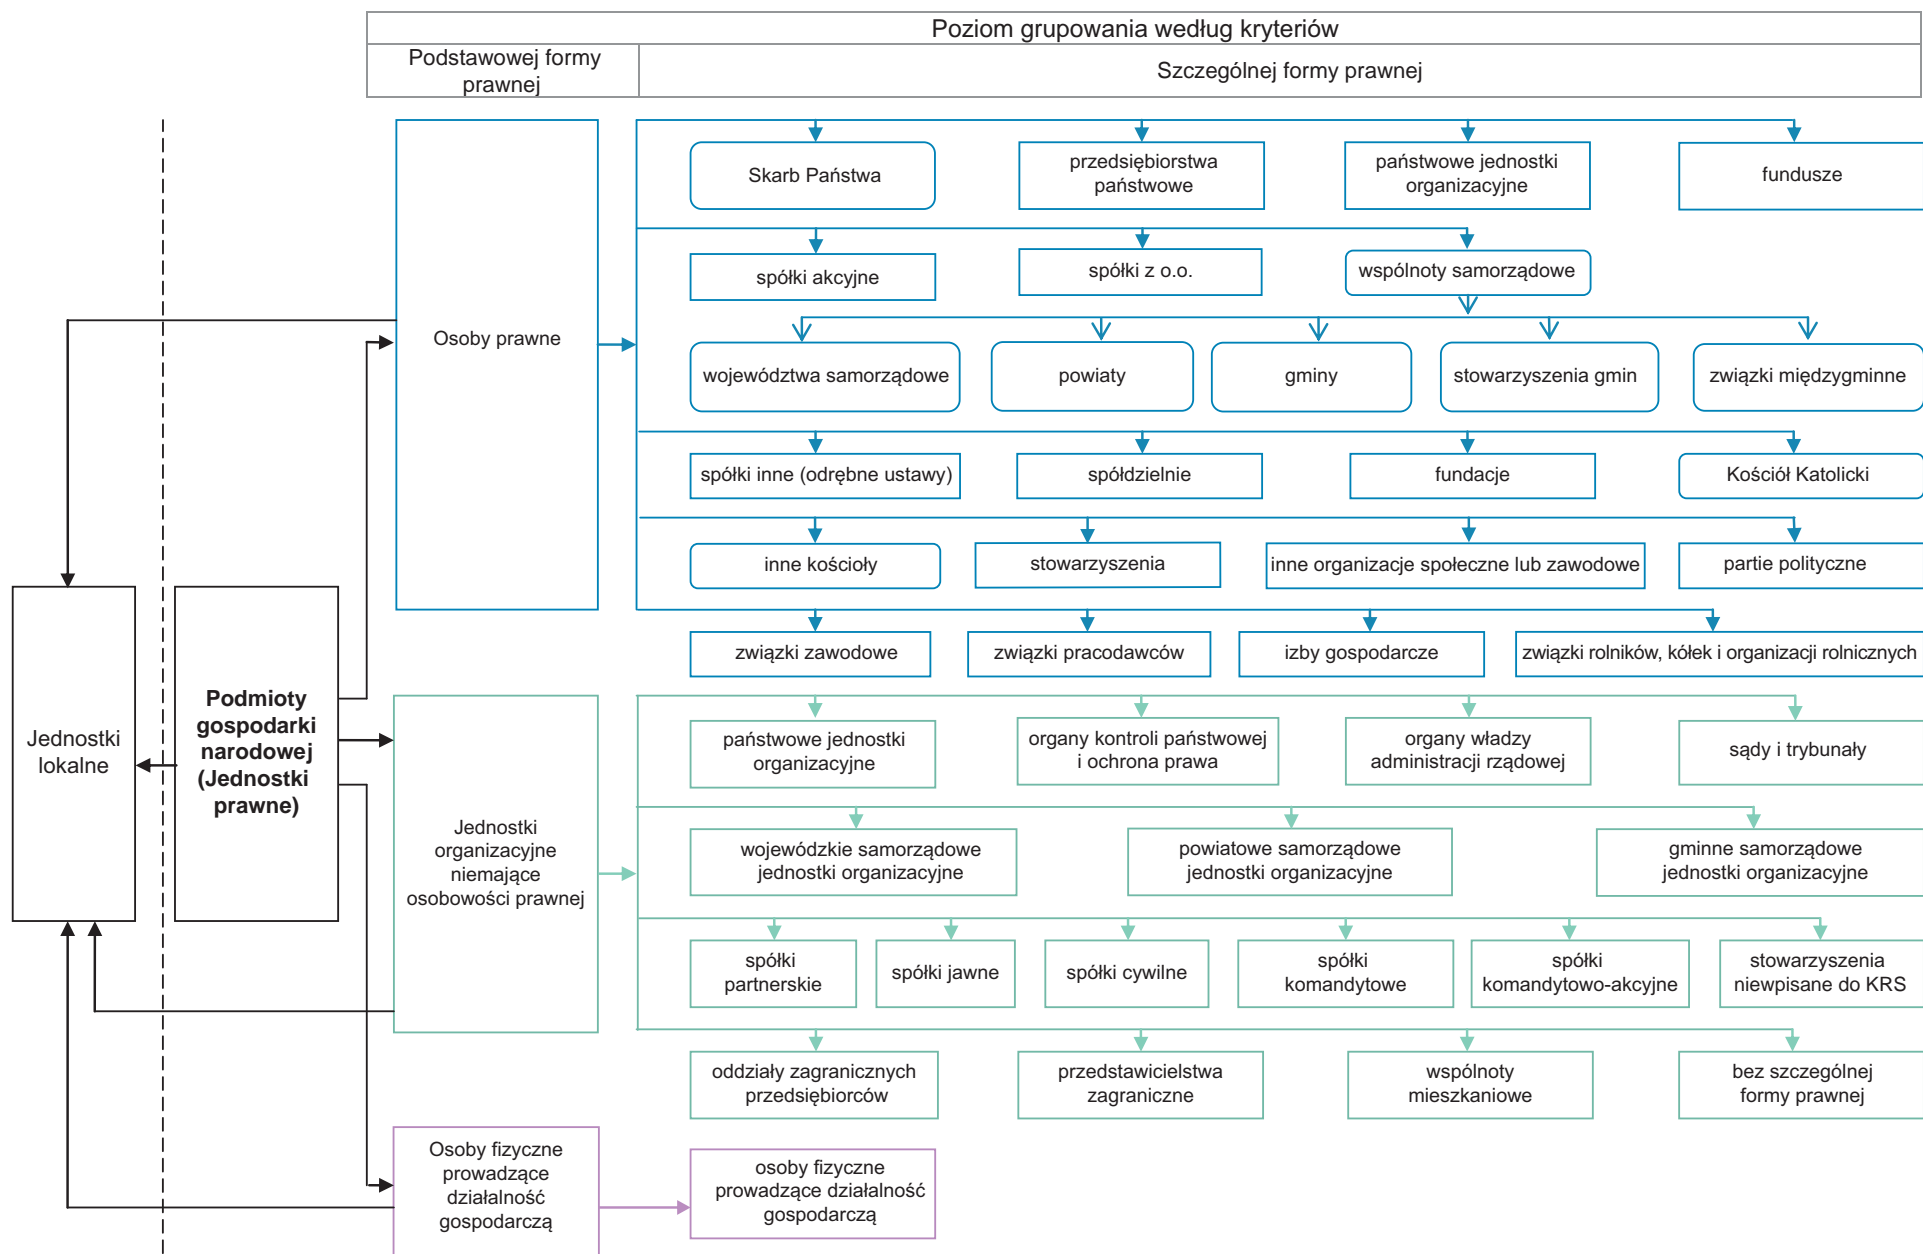 Poziom grupowania według kryteriów
Podstawowej formy
prawnej
Szczególnej formy prawnej
Skarb Państwa
przedsiębiorstwa
państwowe
państwowe jednostki
organizacyjne
fundusze
spółki akcyjne
spółki z o.o.
wspólnoty samorządowe
Osoby prawne
województwa samorządowe
powiaty
gminy
stowarzyszenia gmin
związki międzygminne
spółki inne (odrębne ustawy)
spółdzielnie
fundacje
Kościół Katolicki
inne kościoły
stowarzyszenia
inne organizacje społeczne lub zawodowe
partie polityczne
związki zawodowe
związki pracodawców
izby gospodarcze
związki rolników, kółek i organizacji rolniczych
Jednostki
lokalne
Podmioty
gospodarki
narodowej
(Jednostki
prawne)
państwowe jednostki
organizacyjne
organy kontroli państwowej
i ochrona prawa
organy władzy
administracji rządowej
sądy i trybunały
Jednostki
organizacyjne
niemające
osobowości prawnej
wojewódzkie samorządowe
jednostki organizacyjne
powiatowe samorządowe
jednostki organizacyjne
gminne samorządowe
jednostki organizacyjne
spółki
partnerskie
spółki jawne
spółki cywilne
spółki
komandytowe
spółki
komandytowo-akcyjne
stowarzyszenia
niewpisane do KRS
oddziały zagranicznych
przedsiębiorców
przedstawicielstwa
zagraniczne
wspólnoty
mieszkaniowe
bez szczególnej
formy prawnej
Osoby fizyczne
prowadzące
działalność
gospodarczą
osoby fizyczne
prowadzące działalność
gospodarczą